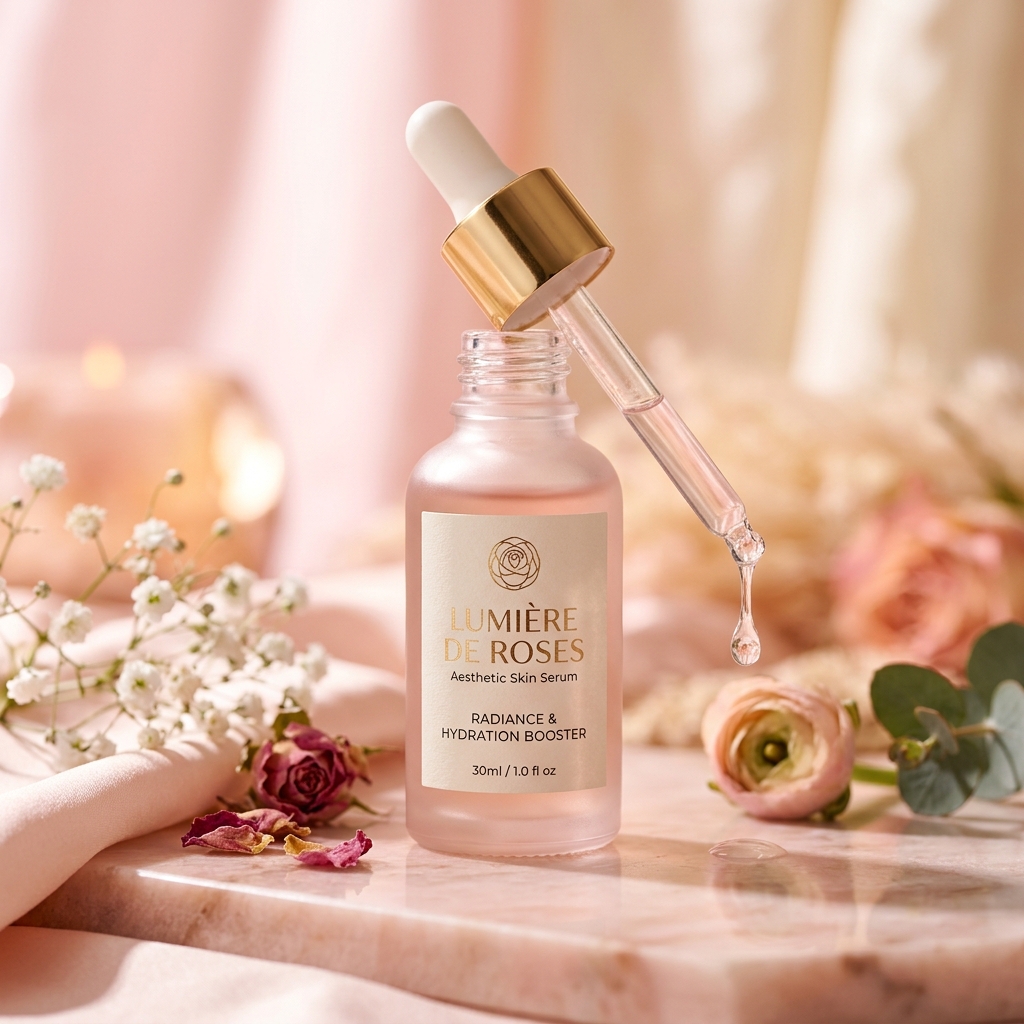 LUMIÈRE
DE ROSES
Aesthetic Skin Serum
RADIANCE &
HYDRATION BOOSTER
30ml / 1.0 fl oz